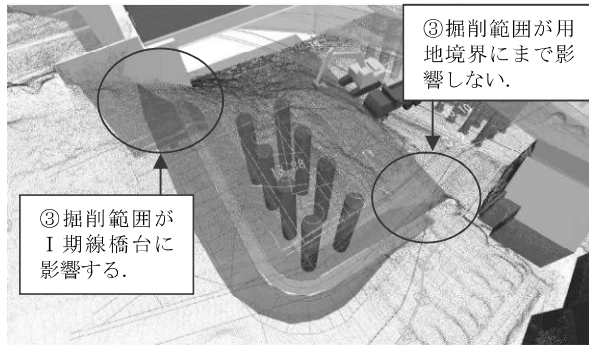 ③掘削範囲が用
地境界にまで影
響しない.
③掘削範囲が
Ⅰ期線橋台に
影響する.